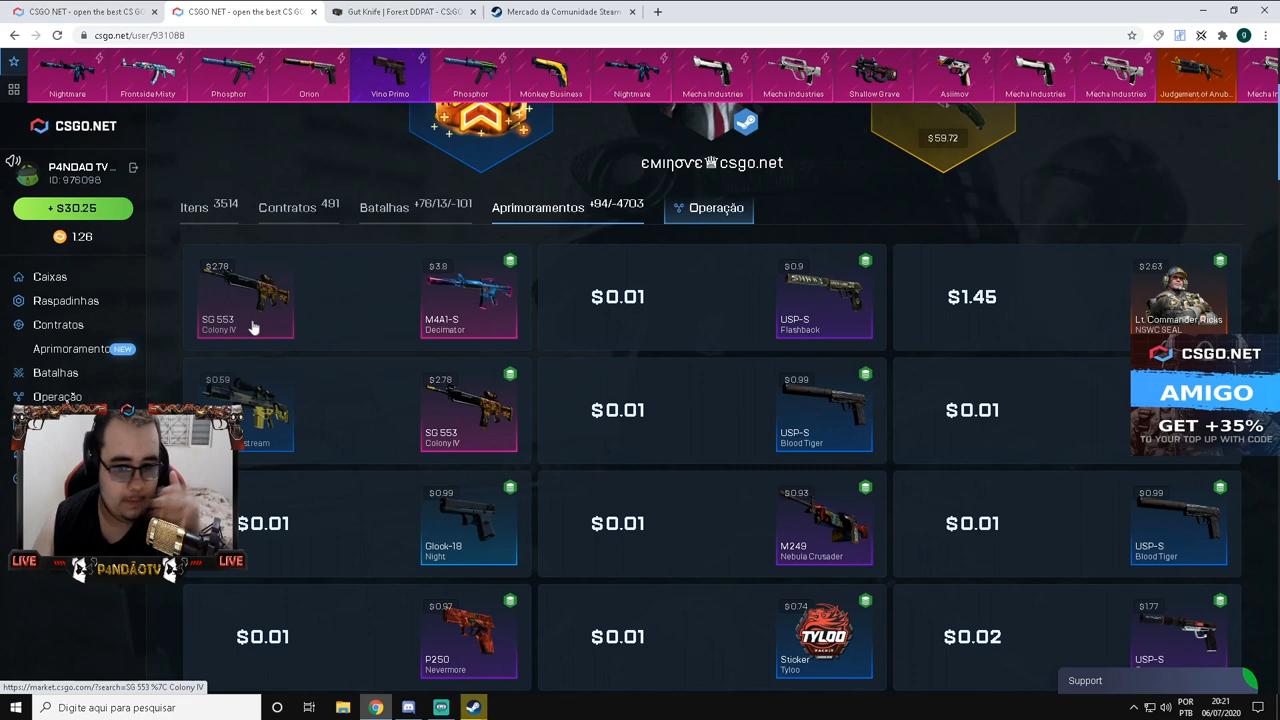 CSGO NET - open the best CS GO
CSGO NET - open the best CS GO
Gut Knife | Forest DDPAT - CS:GO
Mercado da Comunidade Steam
csgo.net/user/931088
Nightmare
Frontside Misty
Phosphor
Orion
Vino Primo
Phosphor
Monkey Business
Nightmare
Mecha Industries
Mecha Industries
Shallow Grave
Asiimov
Mecha Industries
Mecha Industries
Judgement of Anub...
Mecha In
CSGO.NET
$59.72
εмιησѵε♛csgo.net
P4NDAO TV ...
ID: 976098
+ $30.25
126
Itens 3514
Contratos 491
Batalhas +76/13/-101
Aprimoramentos +94/-4703
Operação
Caixas
Raspadinhas
Contratos
Aprimoramento NEW
Batalhas
Operação
$2.78
SG 553
Colony IV
$3.8
M4A1-S
Decimator
$0.01
$0.9
USP-S
Flashback
$1.45
$2.63
Lt. Commander Ricks
NSWC SEAL
$0.59
stream
$2.78
SG 553
Colony IV
$0.01
$0.99
USP-S
Blood Tiger
$0.01
CSGO.NET
AMIGO
GET +35%
TO YOUR TOP UP WITH CODE
$0.01
$0.99
Glock-18
Night
$0.01
$0.93
M249
Nebula Crusader
$0.01
$0.99
USP-S
Blood Tiger
$0.01
$0.97
P250
Nevermore
$0.01
$0.74
TYLOO
Sticker
Tyloo
$0.02
$1.77
USP-S
LIVE
P4NDÃOTV
LIVE
Support
https://market.csgo.com/?search=SG 553 %7C Colony IV
Digite aqui para pesquisar
POR
PTB
20:21
06/07/2020